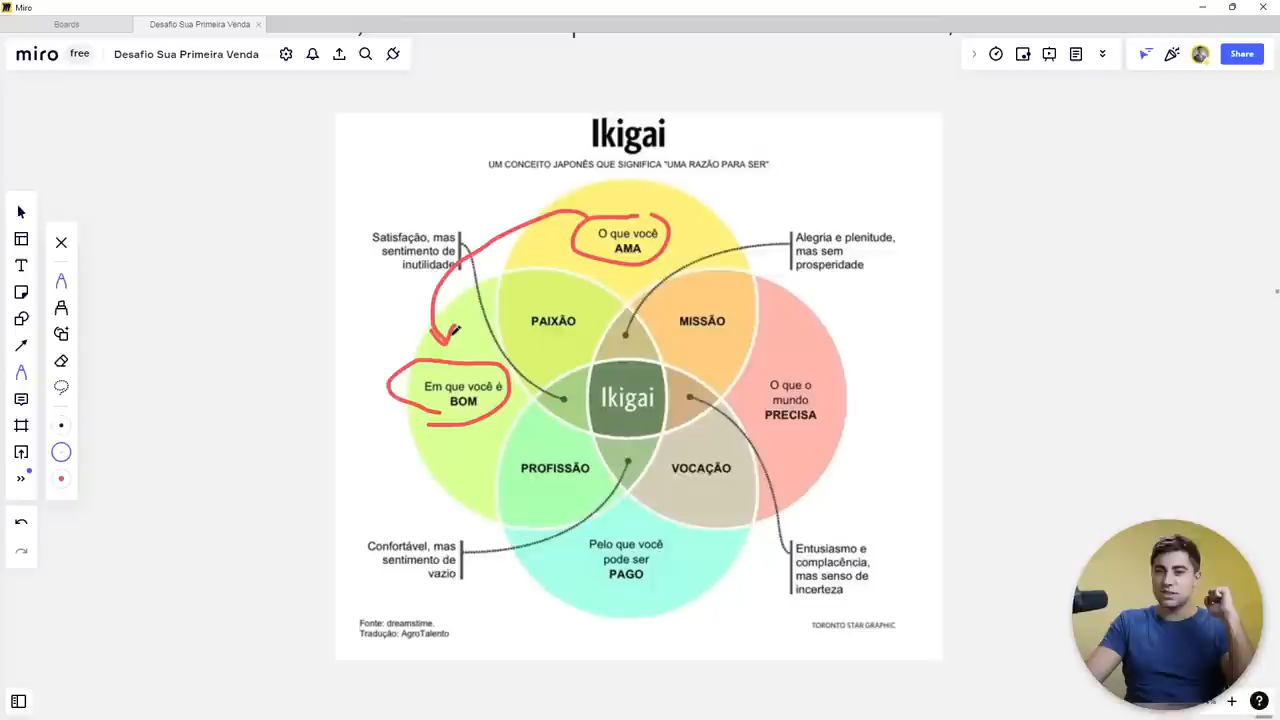 Miro
Boards
Desafio Sua Primeira Venda
miro
free
Desafio Sua Primeira Venda
Share
Ikigai
UM CONCEITO JAPONÊS QUE SIGNIFICA "UMA RAZÃO PARA SER"
O que você
AMA
Satisfação, mas
sentimento de
inutilidade
Alegria e plenitude,
mas sem
prosperidade
PAIXÃO
MISSÃO
Em que você é
BOM
Ikigai
O que o
mundo
PRECISA
PROFISSÃO
VOCAÇÃO
Confortável, mas
sentimento de
vazio
Pelo que você
pode ser
PAGO
Entusiasmo e
complacência,
mas senso de
incerteza
Fonte: dreamstime.
Tradução: AgroTalento
TORONTO STAR GRAPHIC